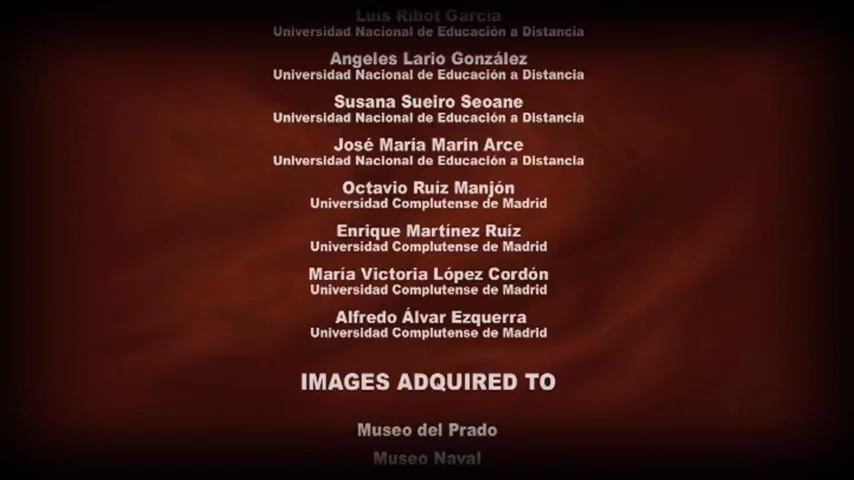 Luis Ribot García
Universidad Nacional de Educación a Distancia
Angeles Lario González
Universidad Nacional de Educación a Distancia
Susana Sueiro Seoane
Universidad Nacional de Educación a Distancia
José María Marín Arce
Universidad Nacional de Educación a Distancia
Octavio Ruíz Manjón
Universidad Complutense de Madrid
Enrique Martínez Ruíz
Universidad Complutense de Madrid
María Victoria López Cordón
Universidad Complutense de Madrid
Alfredo Álvar Ezquerra
Universidad Complutense de Madrid
IMAGES ADQUIRED TO
Museo del Prado
Museo Naval